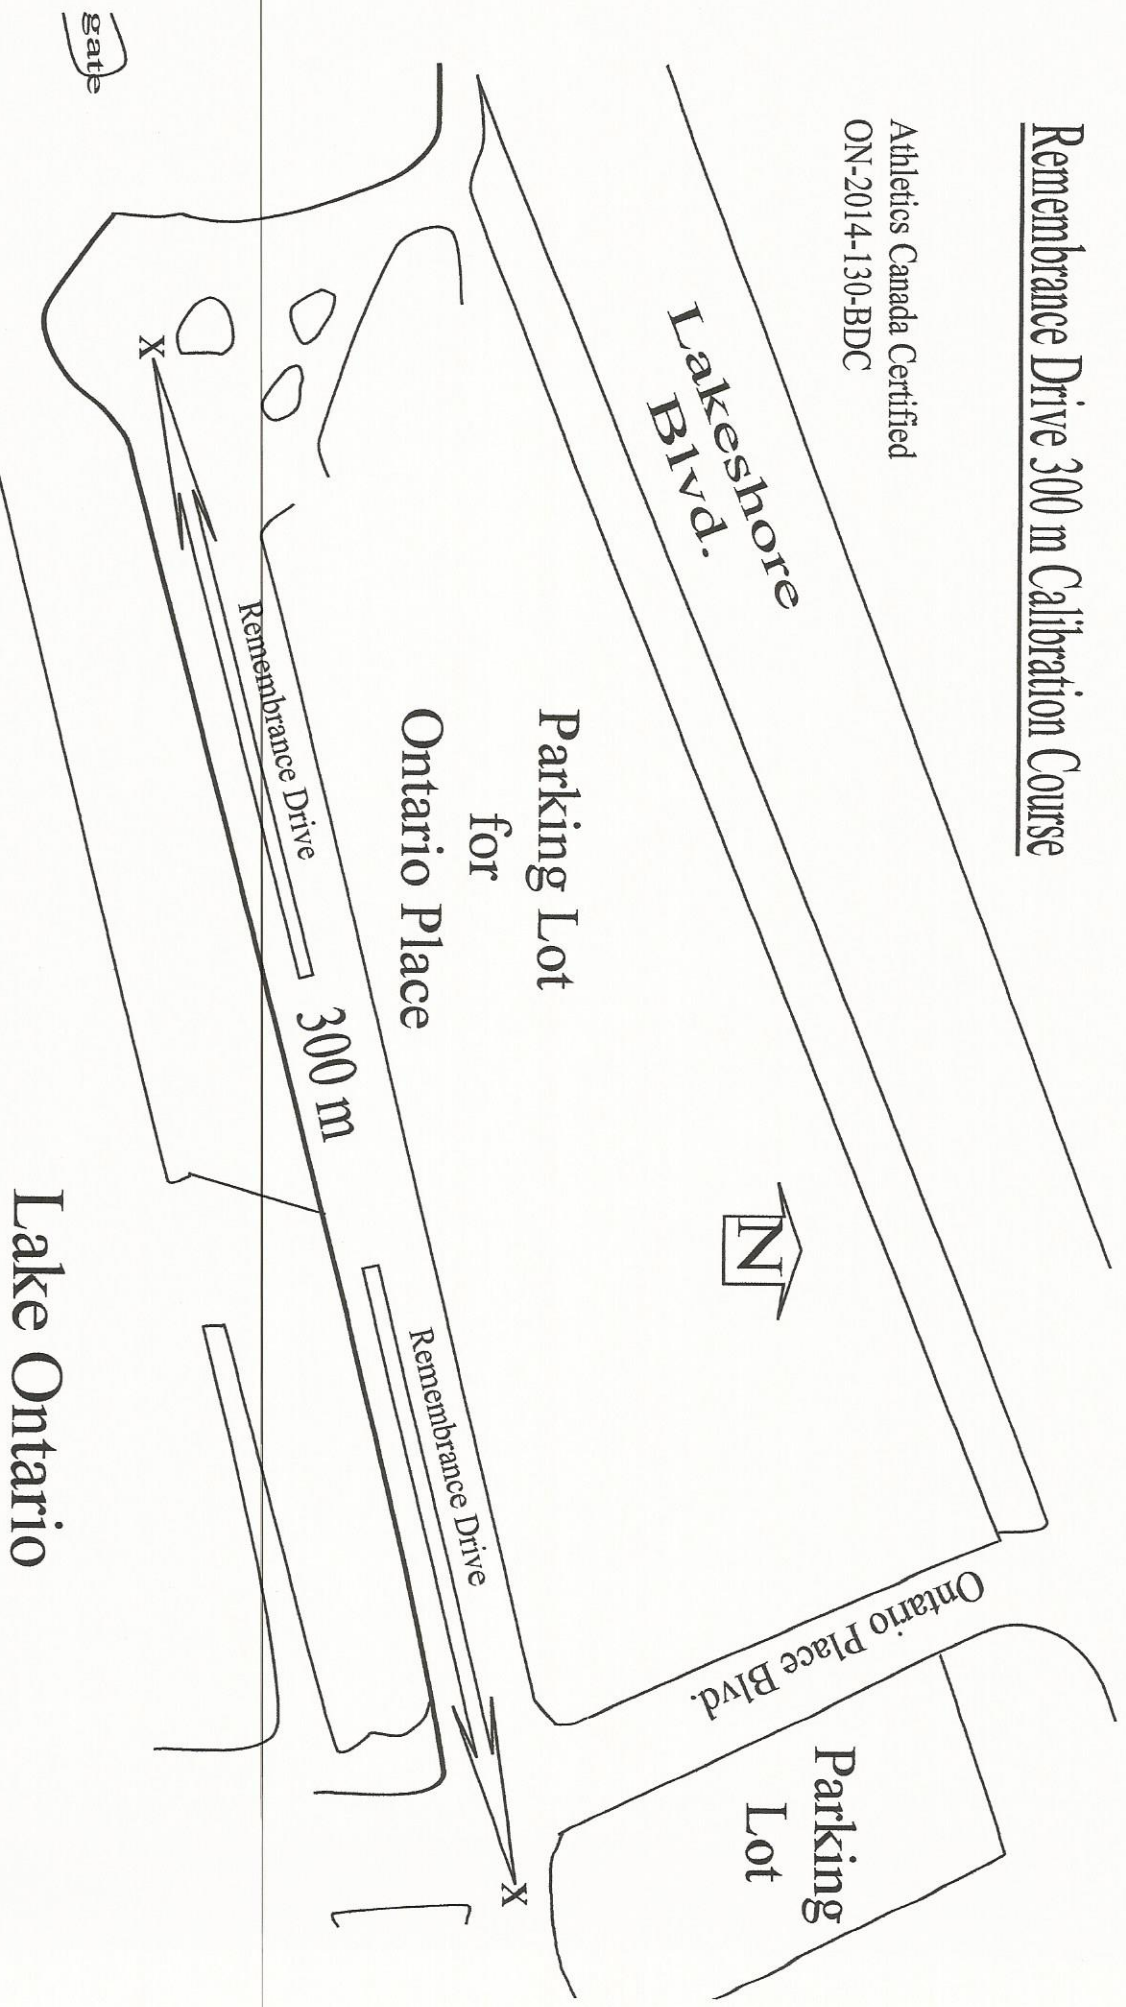 Remembrance Drive 300 m Calibration Course
Athletics Canada Certified
ON-2014-130-BDC
Lakeshore
Blvd.
N
Ontario Place Blvd.
Parking
Lot
Parking Lot
for
Ontario Place
x
Remembrance Drive
300 m
Remembrance Drive
x
gate
Lake Ontario